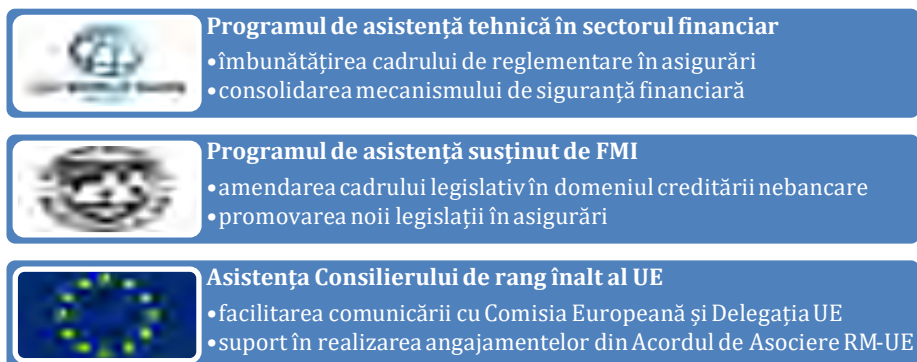 Programul de asistență tehnică în sectorul financiar
•îmbunătățirea cadrului de reglementare în asigurări
•consolidarea mecanismului de siguranță financiară
Programul de asistență susținut de FMI
•amendarea cadrului legislativ în domeniul creditării nebancare
•promovarea noii legislații în asigurări
Asistența Consilierului de rang înalt al UE
•facilitarea comunicării cu Comisia Europeană și Delegația UE
•suport în realizarea angajamentelor din Acordul de Asociere RM-UE